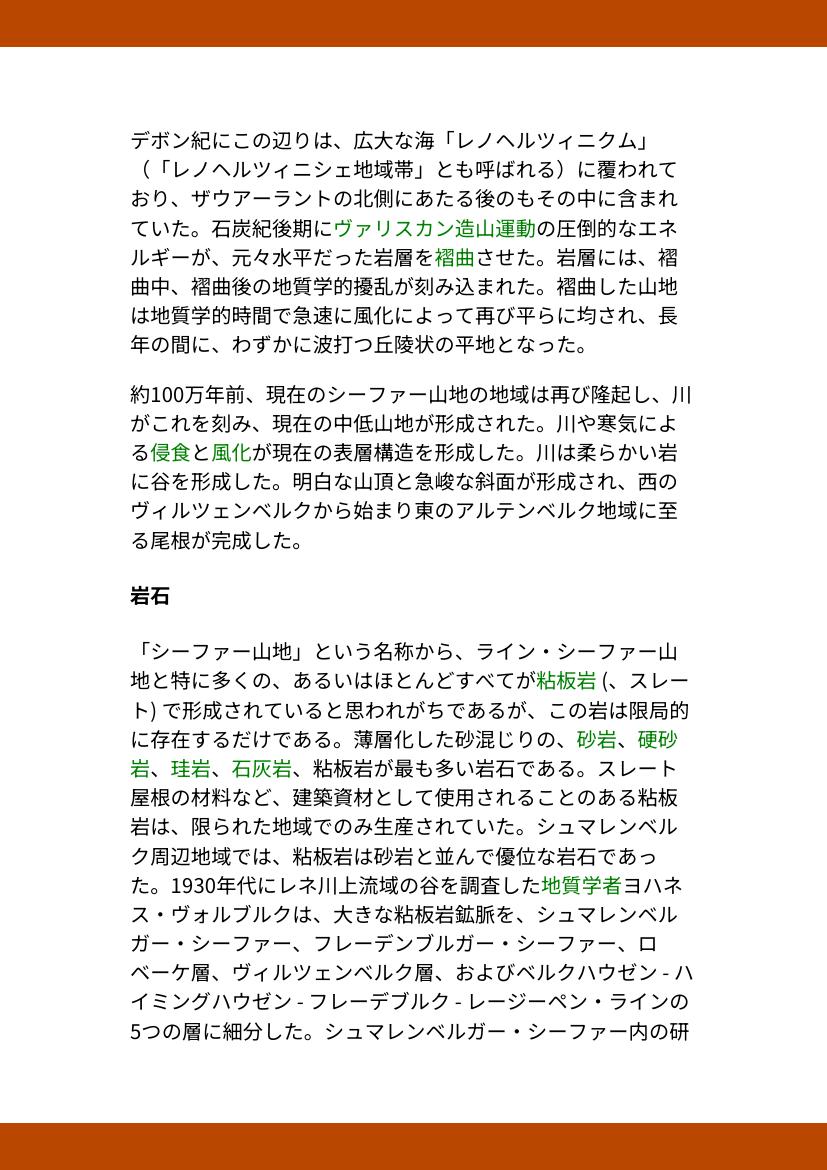 デボン紀にこの辺りは、広大な海「レノヘルツィニクム」
（「レノヘルツィニシェ地域帯」とも呼ばれる）に覆われて
おり、ザウアーラントの北側にあたる後のもその中に含まれ
ていた。石炭紀後期にヴァリスカン造山運動の圧倒的なエネ
ルギーが、元々水平だった岩層を褶曲させた。岩層には、褶
曲中、褶曲後の地質学的擾乱が刻み込まれた。褶曲した山地
は地質学的時間で急速に風化によって再び平らに均され、長
年の間に、わずかに波打つ丘陵状の平地となった。
約100万年前、現在のシーファー山地の地域は再び隆起し、川
がこれを刻み、現在の中低山地が形成された。川や寒気によ
る侵食と風化が現在の表層構造を形成した。川は柔らかい岩
に谷を形成した。明白な山頂と急峻な斜面が形成され、西の
ヴィルツェンベルクから始まり東のアルテンベルク地域に至
る尾根が完成した。
岩石
「シーファー山地」という名称から、ライン・シーファー山
地と特に多くの、あるいはほとんどすべてが粘板岩 (、スレー
ト) で形成されていると思われがちであるが、この岩は限局的
に存在するだけである。薄層化した砂混じりの、砂岩、硬砂
岩、珪岩、石灰岩、粘板岩が最も多い岩石である。スレート
屋根の材料など、建築資材として使用されることのある粘板
岩は、限られた地域でのみ生産されていた。シュマレンベル
ク周辺地域では、粘板岩は砂岩と並んで優位な岩石であっ
た。1930年代にレネ川上流域の谷を調査した地質学者ヨハネ
ス・ヴォルブルクは、大きな粘板岩鉱脈を、シュマレンベル
ガー・シーファー、フレーデンブルガー・シーファー、ロ
ベーケ層、ヴィルツェンベルク層、およびベルクハウゼン - ハ
イミングハウゼン - フレーデブルク - レージーペン・ラインの
5つの層に細分した。シュマレンベルガー・シーファー内の研